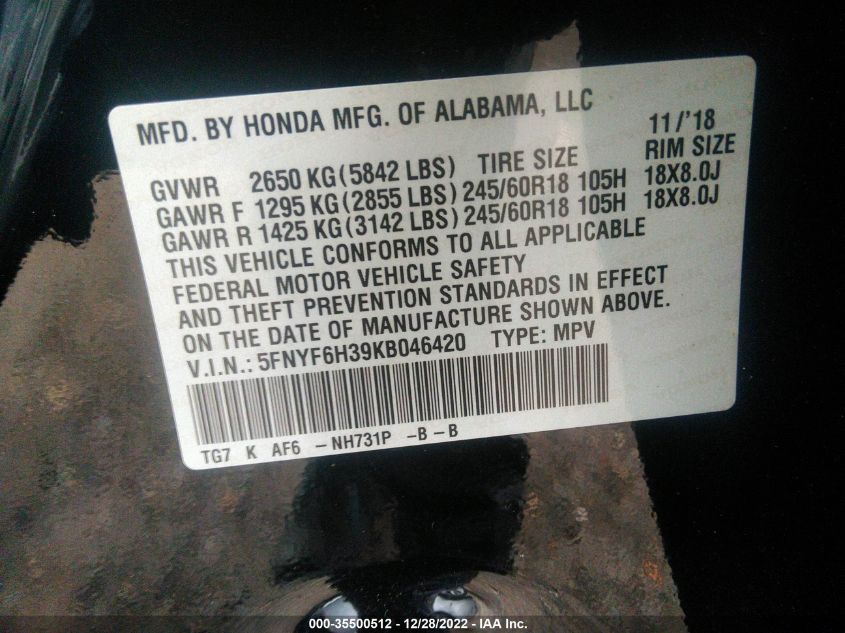 MFD. BY HONDA MFG. OF ALABAMA, LLC 11/'18
GVWR 2650 KG(5842 LBS) TIRE SIZE RIM SIZE
GAWR F 1295 KG(2855 LBS) 245/60R18 105H 18X8.0J
GAWR R 1425 KG(3142 LBS) 245/60R18 105H 18X8.0J
THIS VEHICLE CONFORMS TO ALL APPLICABLE
FEDERAL MOTOR VEHICLE SAFETY
AND THEFT PREVENTION STANDARDS IN EFFECT
ON THE DATE OF MANUFACTURE SHOWN ABOVE.
V.I.N.: 5FNYF6H39KB046420 TYPE: MPV
TG7 K AF6 -NH731P -B-B
000-35500512 - 12/28/2022 - IAA Inc.